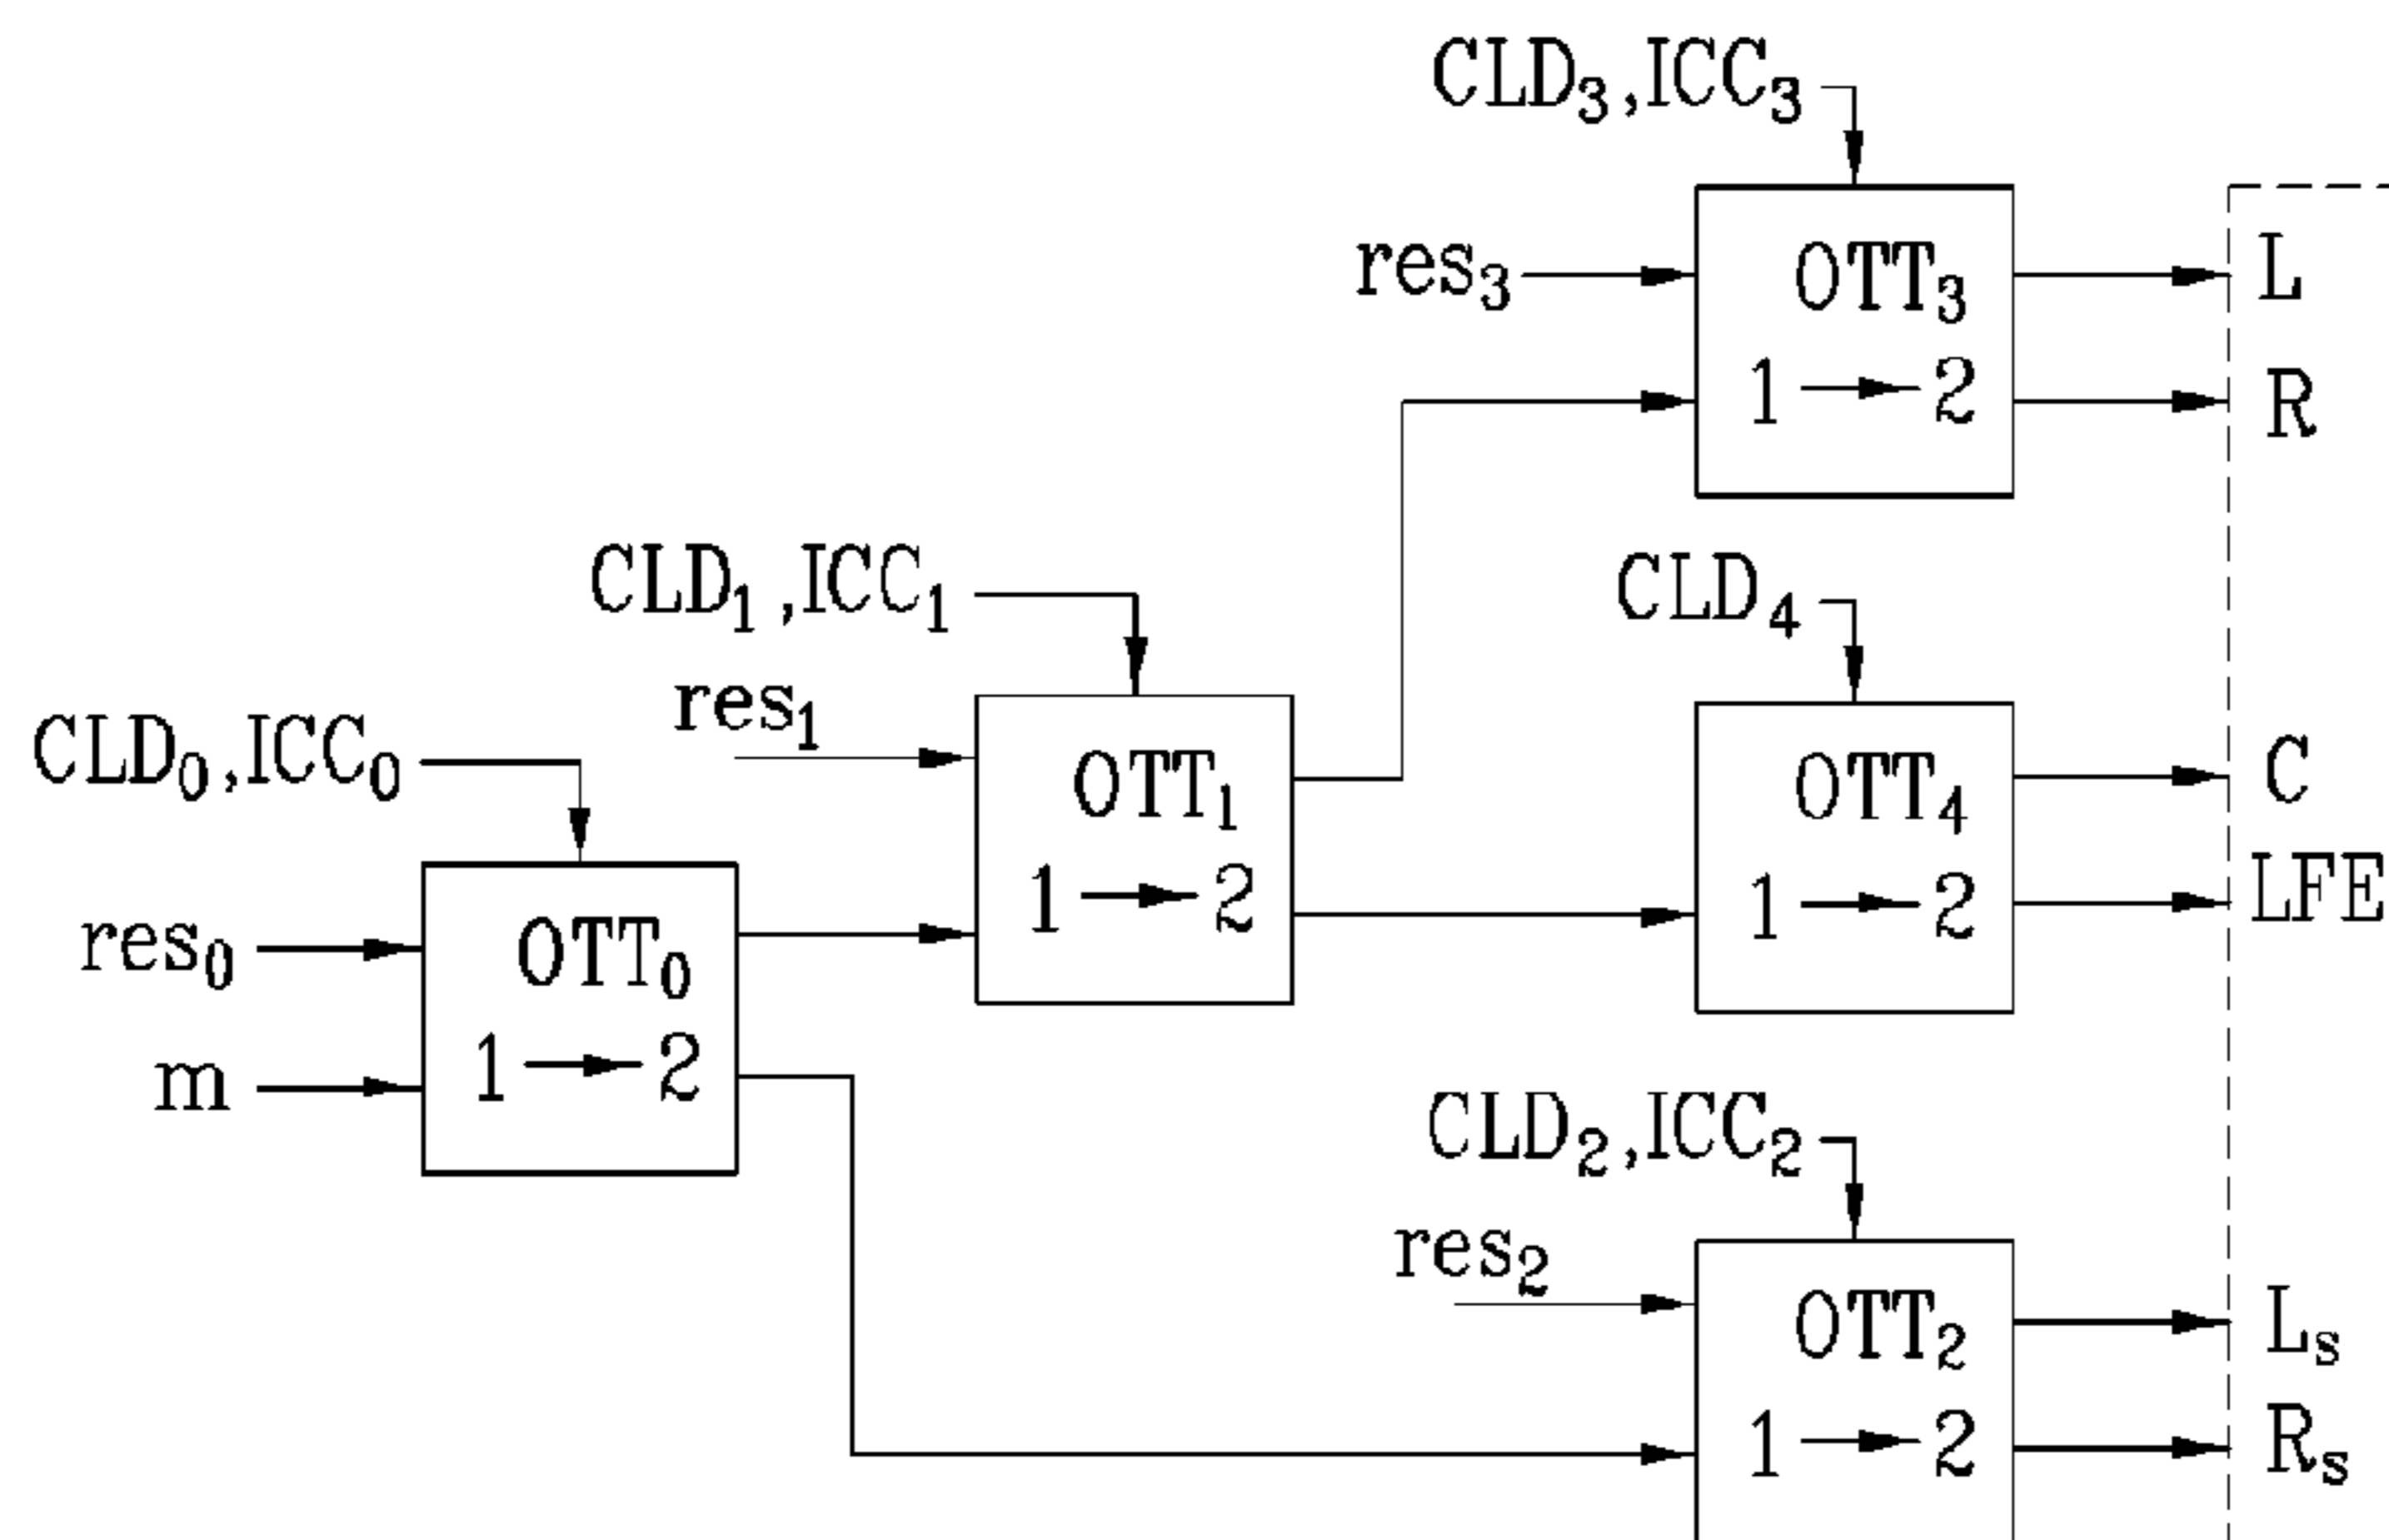 CLD₃,ICC₃
res₃
OTT₃
1 → 2
L
R
CLD₁,ICC₁
res₁
OTT₁
1 → 2
CLD₄
OTT₄
1 → 2
C
LFE
CLD₀,ICC₀
res₀
m
OTT₀
1 → 2
CLD₂,ICC₂
res₂
OTT₂
1 → 2
Lₛ
Rₛ